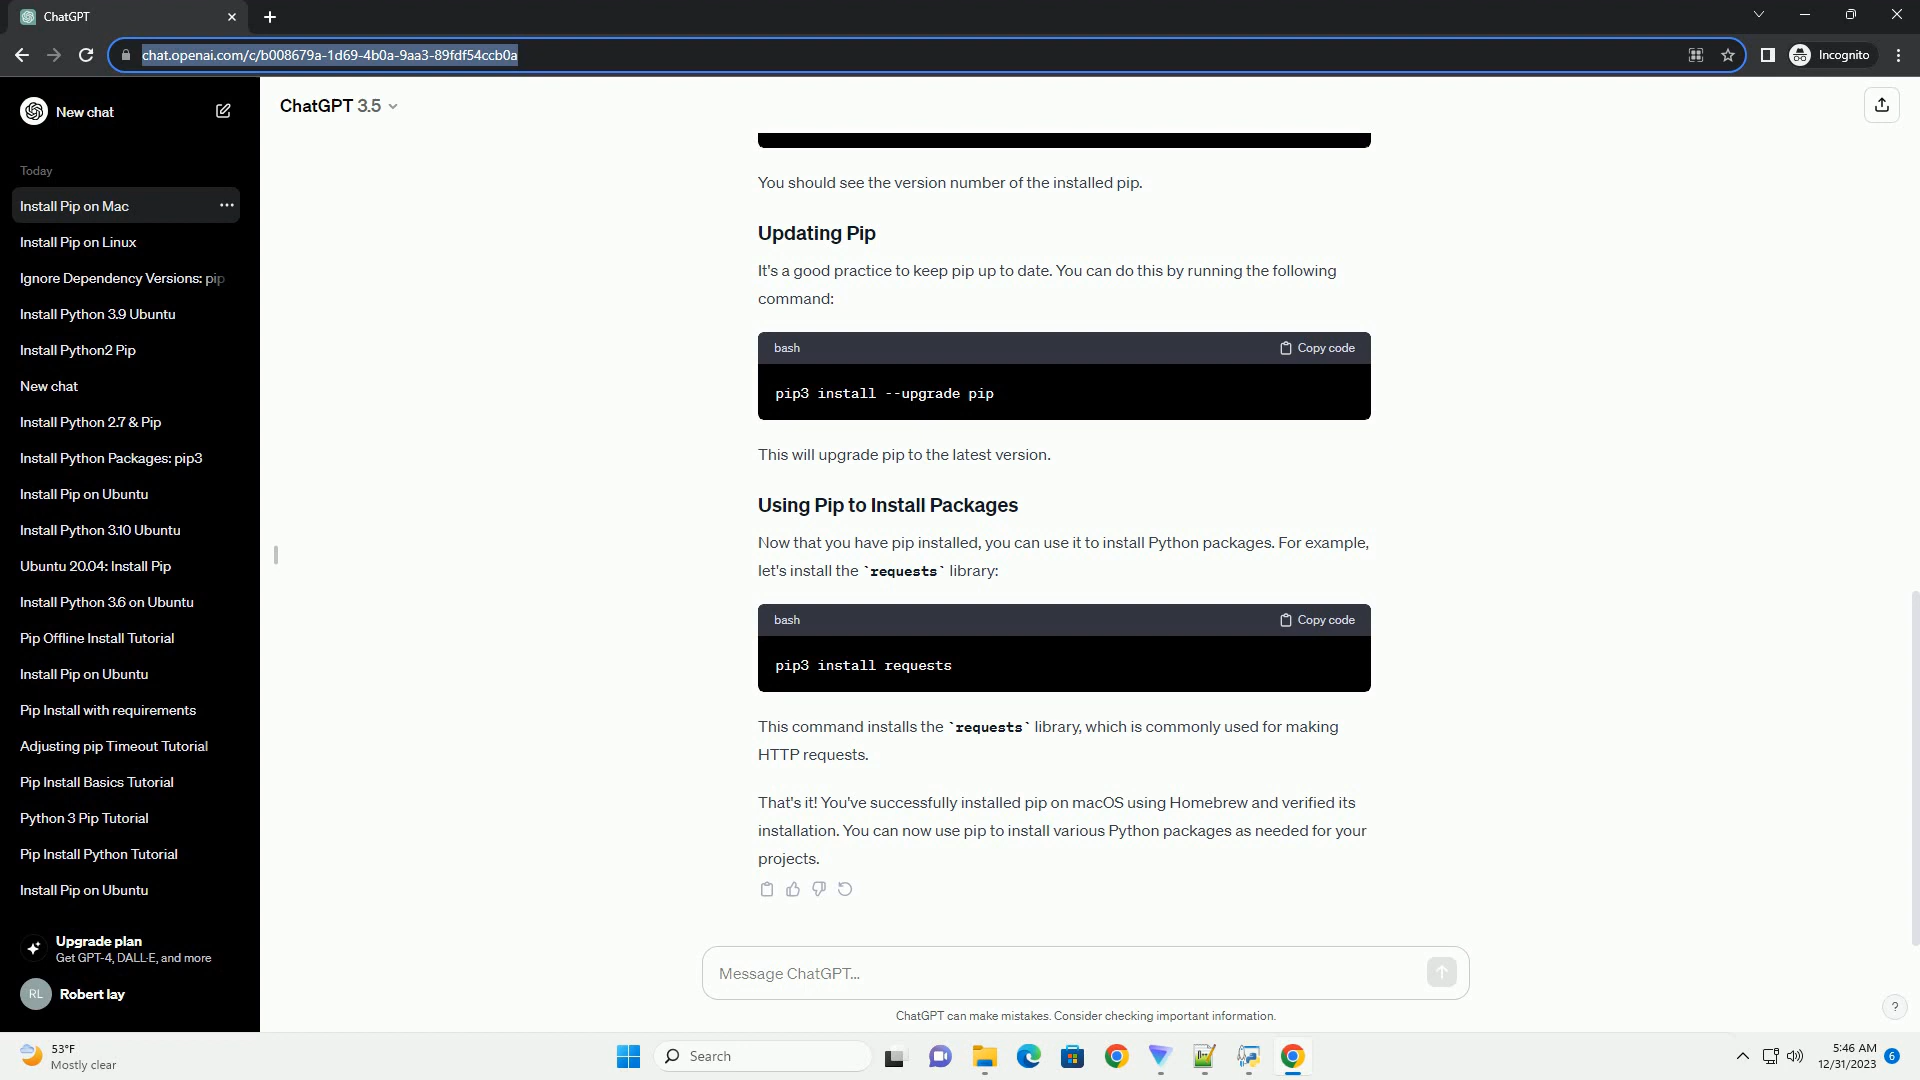 ChatGPT
chat.openai.com/c/b008679a-1d69-4b0a-9aa3-89fdf54ccb0a
Incognito
New chat
Today
Install Pip on Mac
Install Pip on Linux
Ignore Dependency Versions: pip
Install Python 3.9 Ubuntu
Install Python2 Pip
New chat
Install Python 2.7 & Pip
Install Python Packages: pip3
Install Pip on Ubuntu
Install Python 3.10 Ubuntu
Ubuntu 20.04: Install Pip
Install Python 3.6 on Ubuntu
Pip Offline Install Tutorial
Install Pip on Ubuntu
Pip Install with requirements
Adjusting pip Timeout Tutorial
Pip Install Basics Tutorial
Python 3 Pip Tutorial
Pip Install Python Tutorial
Install Pip on Ubuntu
Upgrade plan
Get GPT-4, DALL·E, and more
RL Robert lay
ChatGPT 3.5
You should see the version number of the installed pip.
Updating Pip
It's a good practice to keep pip up to date. You can do this by running the following
command:
bash Copy code
pip3 install --upgrade pip
This will upgrade pip to the latest version.
Using Pip to Install Packages
Now that you have pip installed, you can use it to install Python packages. For example,
let's install the `requests` library:
bash Copy code
pip3 install requests
This command installs the `requests` library, which is commonly used for making
HTTP requests.
That's it! You've successfully installed pip on macOS using Homebrew and verified its
installation. You can now use pip to install various Python packages as needed for your
projects.
Message ChatGPT...
ChatGPT can make mistakes. Consider checking important information.
?
53°F
Mostly clear
Search
5:46 AM
12/31/2023
6